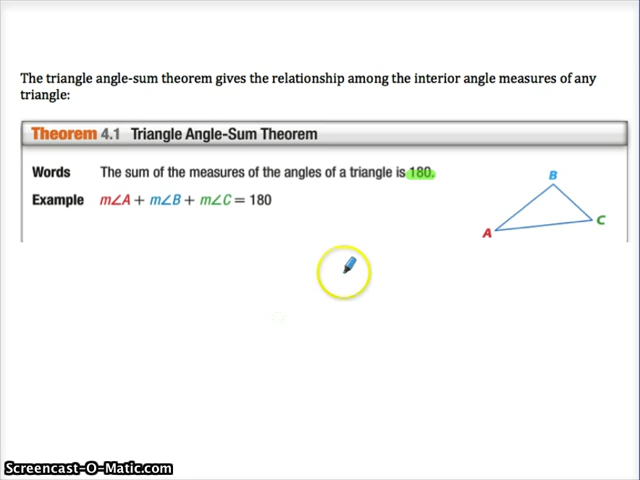 The triangle angle-sum theorem gives the relationship among the interior angle measures of any
triangle:
Theorem 4.1 Triangle Angle-Sum Theorem
Words The sum of the measures of the angles of a triangle is 180.
Example m∠A + m∠B + m∠C = 180
B
A
C
Screencast-O-Matic.com